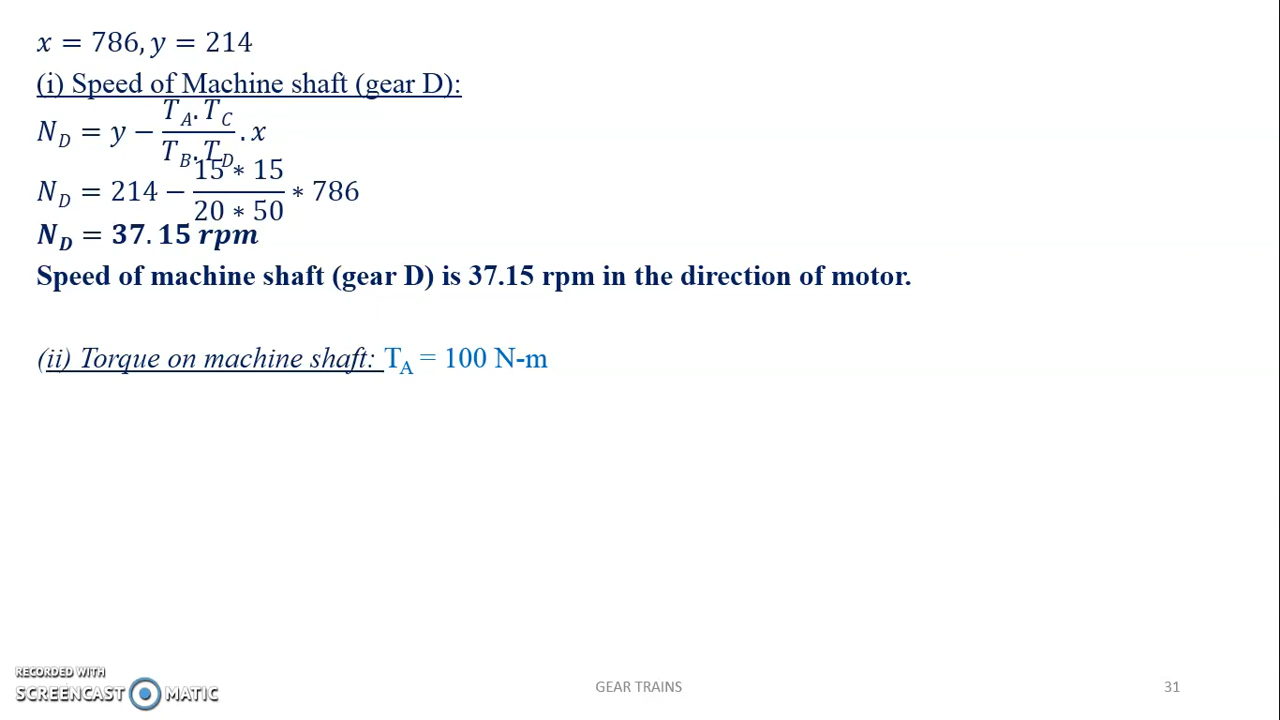 x = 786, y = 214
(i) Speed of Machine shaft (gear D):
N_D = y − (T_A.T_C)/(T_B.T_D) .x
N_D = 214 − (15 ∗ 15)/(20 ∗ 50) ∗ 786
N_D = 37.15 rpm
Speed of machine shaft (gear D) is 37.15 rpm in the direction of motor.
(ii) Torque on machine shaft: T_A = 100 N-m
RECORDED WITH
SCREENCAST MATIC
GEAR TRAINS
31